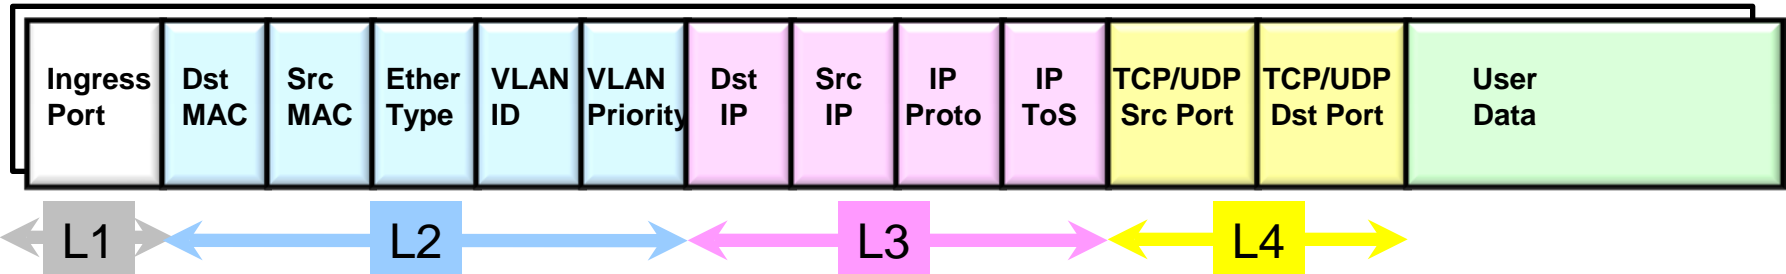 Ingress
Port
Dst
MAC
Src
MAC
Ether
Type
VLAN
ID
VLAN
Priority
Dst
IP
Src
IP
IP
Proto
IP
ToS
TCP/UDP
Src Port
TCP/UDP
Dst Port
User
Data
L1
L2
L3
L4